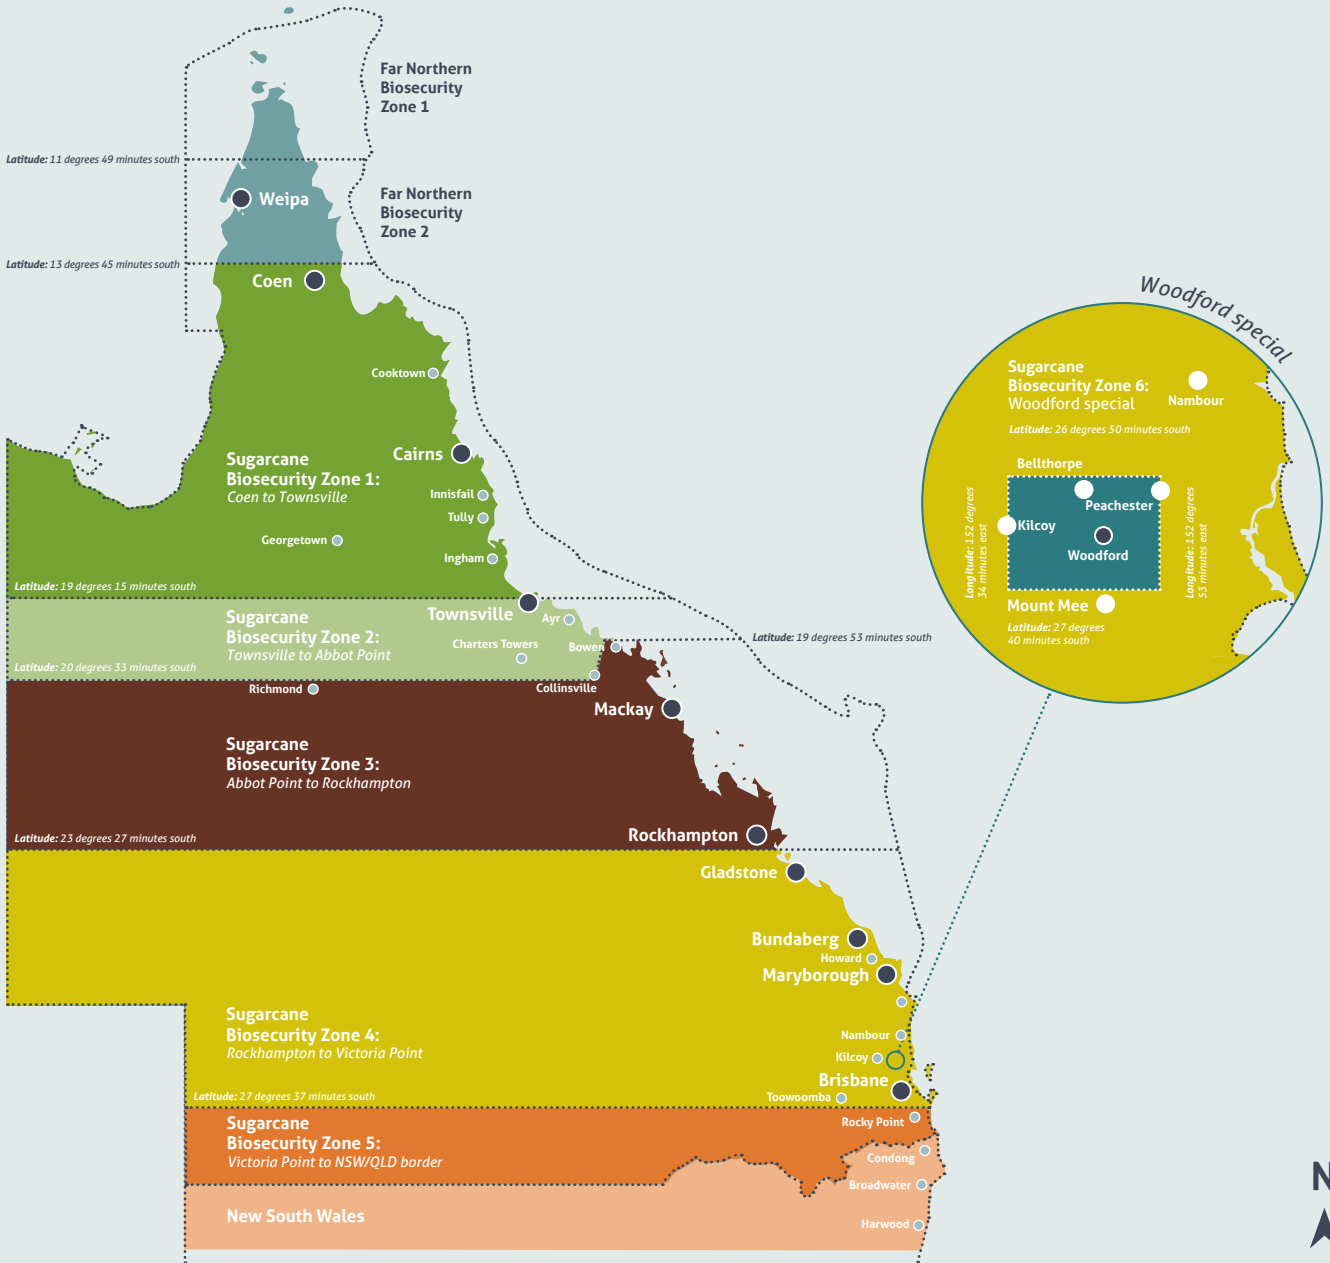 Far Northern
Biosecurity
Zone 1
Latitude: 11 degrees 49 minutes south
Far Northern
Biosecurity
Zone 2
Weipa
Latitude: 13 degrees 45 minutes south
Coen
Cooktown
Cairns
Sugarcane
Biosecurity Zone 1:
Coen to Townsville
Innisfail
Tully
Georgetown
Ingham
Latitude: 19 degrees 15 minutes south
Townsville
Sugarcane
Biosecurity Zone 2:
Townsville to Abbot Point
Ayr
Charters Towers
Bowen
Latitude: 19 degrees 53 minutes south
Latitude: 20 degrees 33 minutes south
Richmond
Collinsville
Mackay
Sugarcane
Biosecurity Zone 3:
Abbot Point to Rockhampton
Rockhampton
Latitude: 23 degrees 27 minutes south
Gladstone
Bundaberg
Howard
Maryborough
Sugarcane
Biosecurity Zone 4:
Rockhampton to Victoria Point
Nambour
Kilcoy
Brisbane
Toowoomba
Latitude: 27 degrees 37 minutes south
Sugarcane
Biosecurity Zone 5:
Victoria Point to NSW/QLD border
Rocky Point
Condong
Broadwater
New South Wales
Harwood
Woodford special
Sugarcane
Biosecurity Zone 6:
Woodford special
Nambour
Latitude: 26 degrees 50 minutes south
Bellthorpe
Peachester
Kilcoy
Woodford
Longitude: 152 degrees
34 minutes east
Longitude: 152 degrees
53 minutes east
Mount Mee
Latitude: 27 degrees
40 minutes south
N